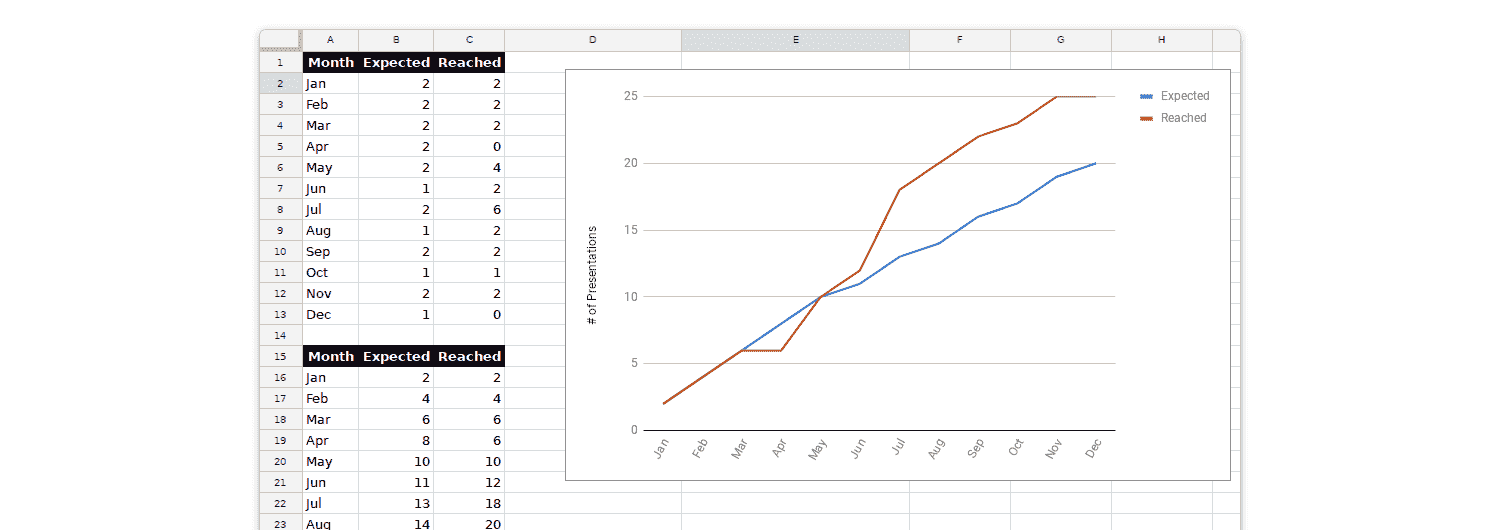 A B C D E F G H
1 Month Expected Reached
2 Jan 2 2
3 Feb 2 2
4 Mar 2 2
5 Apr 2 0
6 May 2 4
7 Jun 1 2
8 Jul 2 6
9 Aug 1 2
10 Sep 2 2
11 Oct 1 1
12 Nov 2 2
13 Dec 1 0
14
15 Month Expected Reached
16 Jan 2 2
17 Feb 4 4
18 Mar 6 6
19 Apr 8 6
20 May 10 10
21 Jun 11 12
22 Jul 13 18
23 Aug 14 20
# of Presentations
25
20
15
10
5
0
Jan Feb Mar Apr May Jun Jul Aug Sep Oct Nov Dec
Expected
Reached